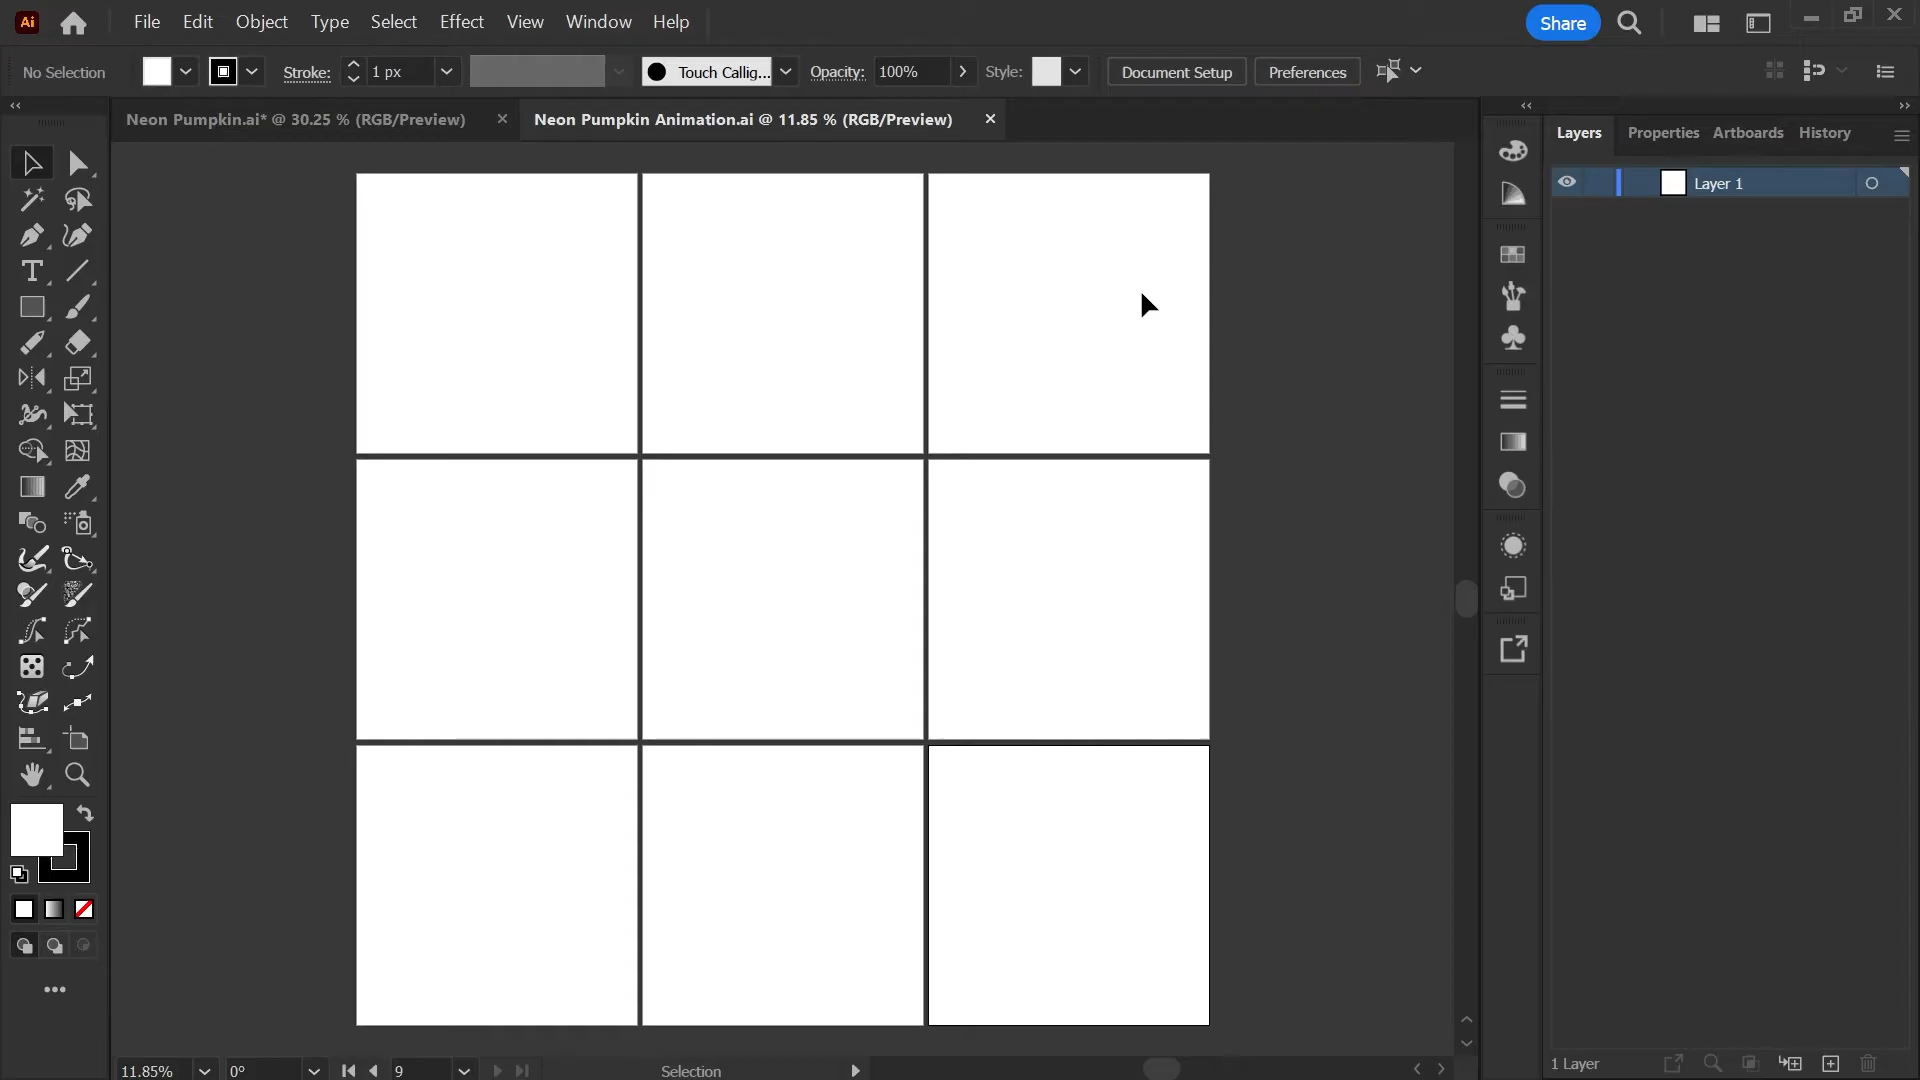 Ai File Edit Object Type Select Effect View Window Help Share
No Selection Stroke: 1 px Touch Callig... Opacity: 100% Style: Document Setup Preferences
Neon Pumpkin.ai* @ 30.25 % (RGB/Preview) Neon Pumpkin Animation.ai @ 11.85 % (RGB/Preview)
Layers Properties Artboards History
Layer 1
1 Layer
11.85% 0° 9 Selection